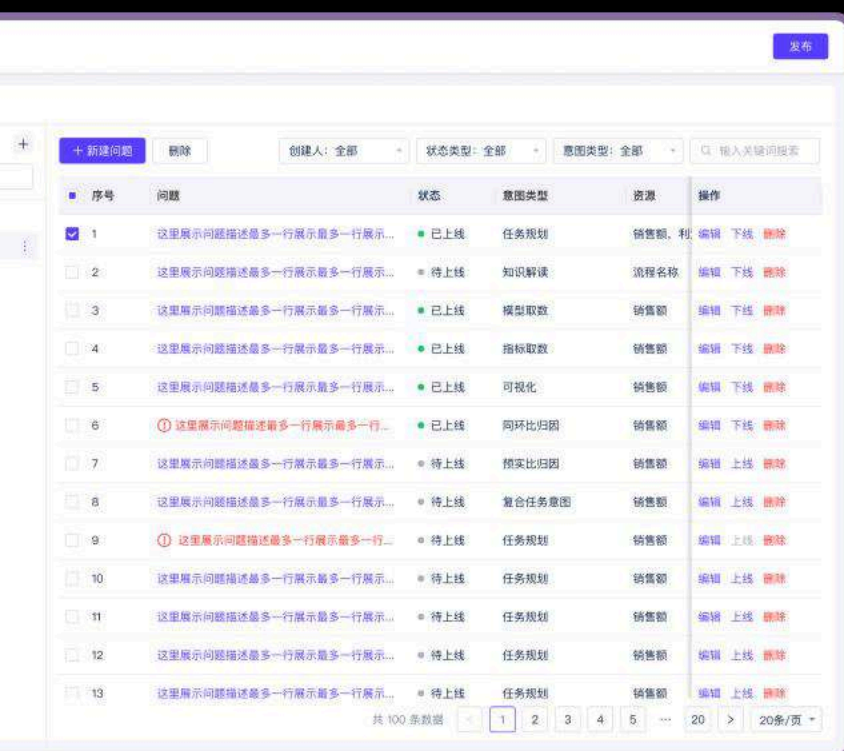 发布
+ 新建问题 删除 创建人：全部 状态类型：全部 意图类型：全部 输入关键词搜索
序号 问题 状态 意图类型 资源 操作
1 这里展示问题描述最多一行展示最多一行展示... 已上线 任务规划 销售额、利 编辑 下线 删除
2 这里展示问题描述最多一行展示最多一行展示... 待上线 知识解读 流程名称 编辑 下线 删除
3 这里展示问题描述最多一行展示最多一行展示... 已上线 模型取数 销售额 编辑 下线 删除
4 这里展示问题描述最多一行展示最多一行展示... 已上线 指标取数 销售额 编辑 下线 删除
5 这里展示问题描述最多一行展示最多一行展示... 已上线 可视化 销售额 编辑 下线 删除
6 这里展示问题描述最多一行展示最多一行... 已上线 同环比归因 销售额 编辑 下线 删除
7 这里展示问题描述最多一行展示最多一行展示... 待上线 预实比归因 销售额 编辑 上线 删除
8 这里展示问题描述最多一行展示最多一行展示... 待上线 复合任务意图 销售额 编辑 上线 删除
9 这里展示问题描述最多一行展示最多一行... 待上线 任务规划 销售额 编辑 上线 删除
10 这里展示问题描述最多一行展示最多一行展示... 待上线 任务规划 销售额 编辑 上线 删除
11 这里展示问题描述最多一行展示最多一行展示... 待上线 任务规划 销售额 编辑 上线 删除
12 这里展示问题描述最多一行展示最多一行展示... 待上线 任务规划 销售额 编辑 上线 删除
13 这里展示问题描述最多一行展示最多一行展示... 待上线 任务规划 销售额 编辑 上线 删除
共 100 条数据 < 1 2 3 4 5 ... 20 > 20条/页